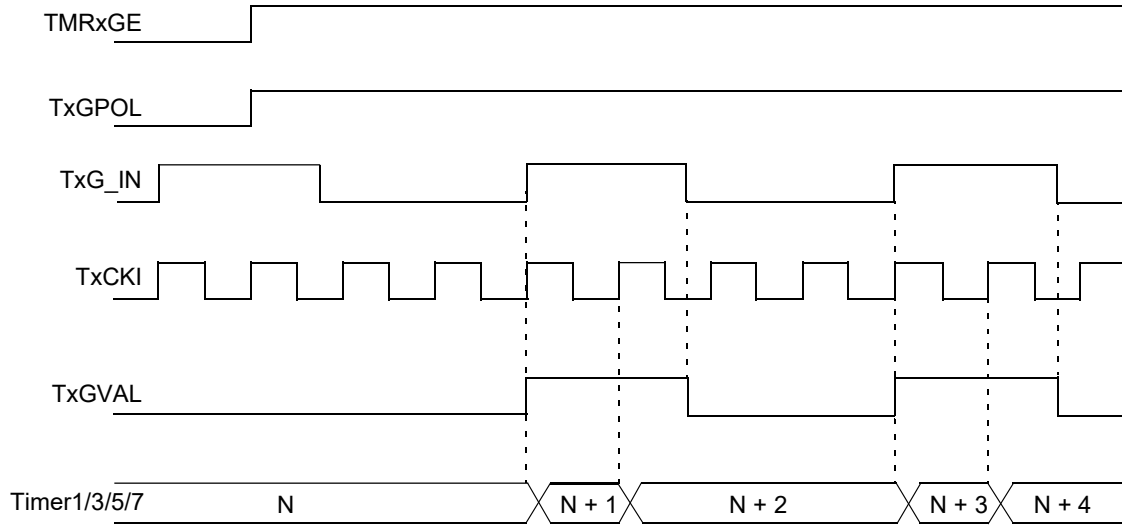 TMRxGE
TxGPOL
TxG_IN
TxCKI
TxGVAL
Timer1/3/5/7 N N + 1 N + 2 N + 3 N + 4